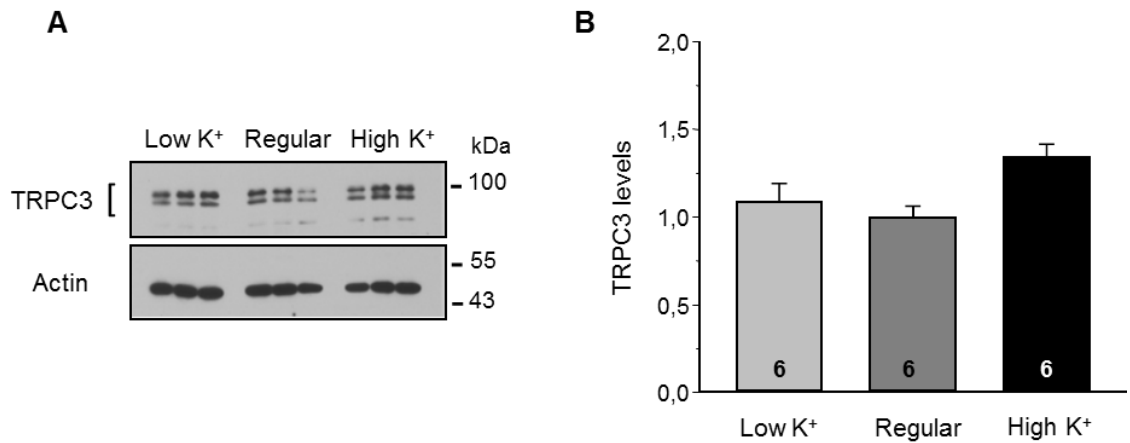 A
Low K⁺ Regular High K⁺ kDa
TRPC3 [ 100
Actin
55
43
B
TRPC3 levels
2,0
1,5
1,0
0,5
0,0
6 6 6
Low K⁺ Regular High K⁺